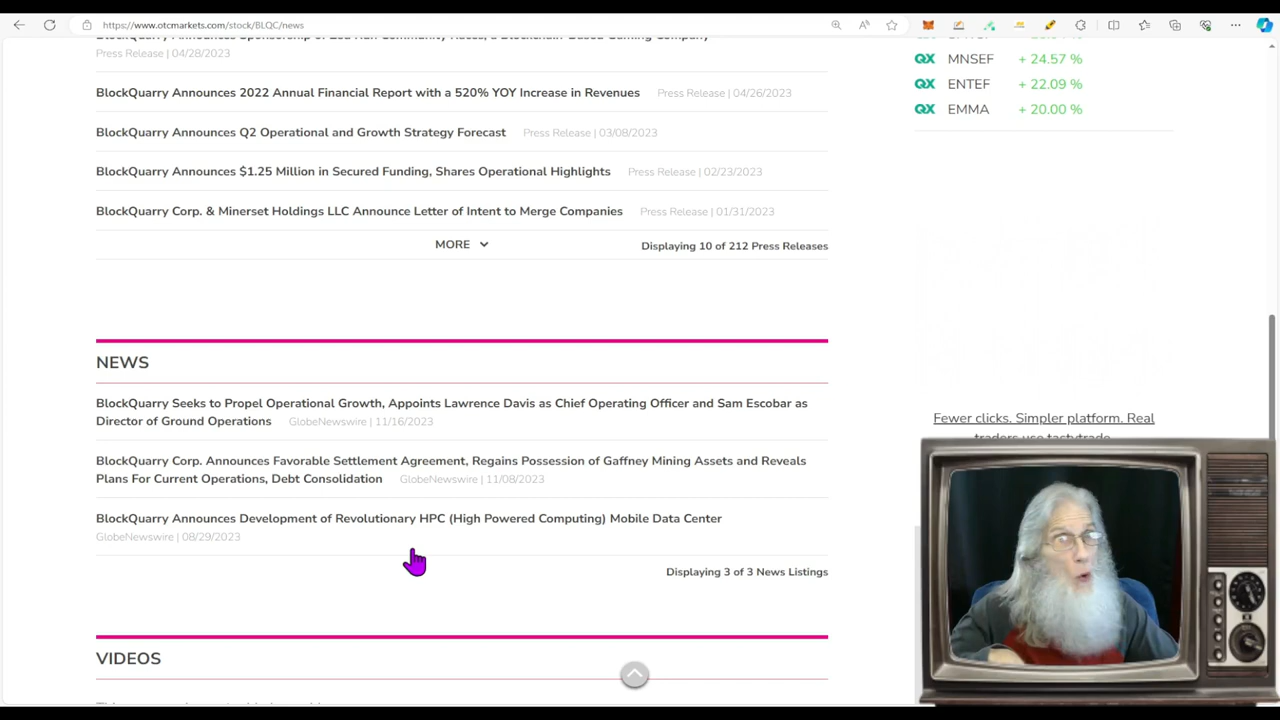 https://www.otcmarkets.com/stock/BLQC/news
Press Release | 04/28/2023
BlockQuarry Announces 2022 Annual Financial Report with a 520% YOY Increase in Revenues Press Release | 04/26/2023
BlockQuarry Announces Q2 Operational and Growth Strategy Forecast Press Release | 03/08/2023
BlockQuarry Announces $1.25 Million in Secured Funding, Shares Operational Highlights Press Release | 02/23/2023
BlockQuarry Corp. & Minerset Holdings LLC Announce Letter of Intent to Merge Companies Press Release | 01/31/2023
MORE
Displaying 10 of 212 Press Releases
NEWS
BlockQuarry Seeks to Propel Operational Growth, Appoints Lawrence Davis as Chief Operating Officer and Sam Escobar as
Director of Ground Operations GlobeNewswire | 11/16/2023
BlockQuarry Corp. Announces Favorable Settlement Agreement, Regains Possession of Gaffney Mining Assets and Reveals
Plans For Current Operations, Debt Consolidation GlobeNewswire | 11/08/2023
BlockQuarry Announces Development of Revolutionary HPC (High Powered Computing) Mobile Data Center
GlobeNewswire | 08/29/2023
Displaying 3 of 3 News Listings
VIDEOS
QX MNSEF + 24.57 %
QX ENTEF + 22.09 %
QX EMMA + 20.00 %
Fewer clicks. Simpler platform. Real
traders use tastytrade